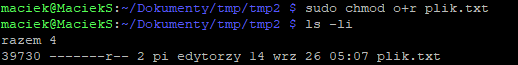 maciek@MaciekS:~/Dokumenty/tmp/tmp2 $ sudo chmod o+r plik.txt
maciek@MaciekS:~/Dokumenty/tmp/tmp2 $ ls -li
razem 4
39730 -------r-- 2 pi edytorzy 14 wrz 26 05:07 plik.txt